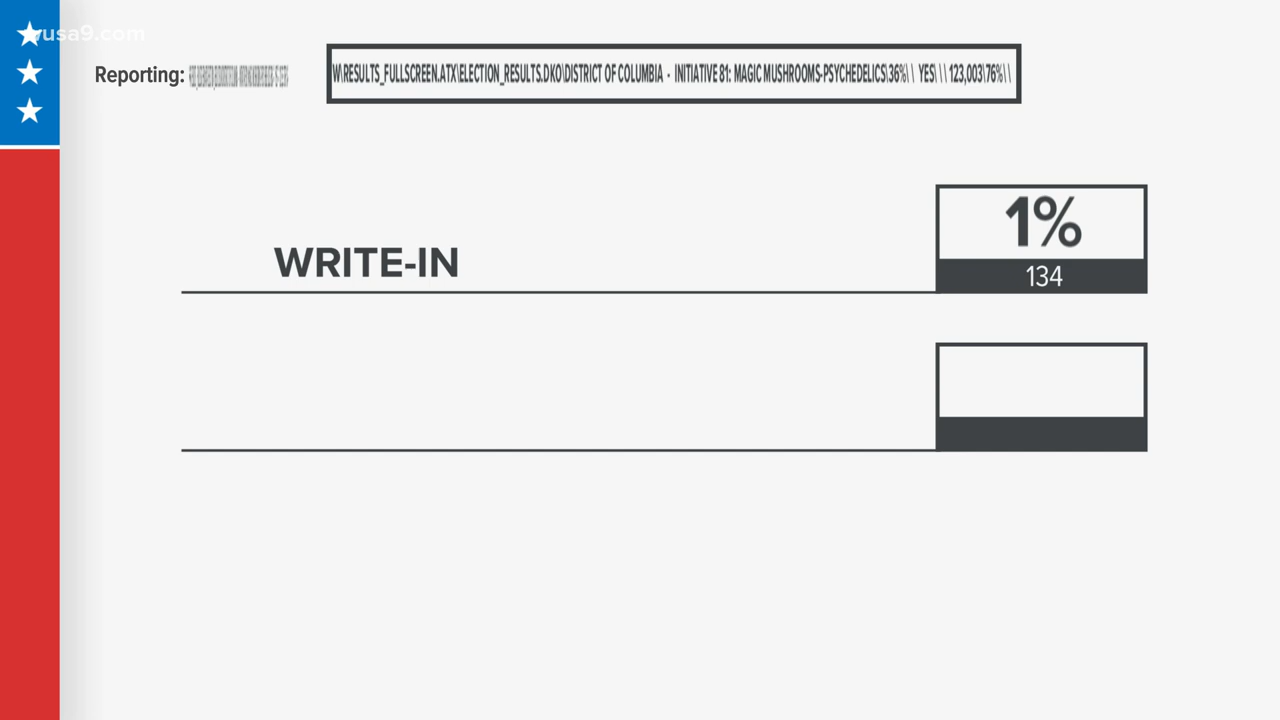 wusa9.com
Reporting:
W\RESULTS_FULLSCREEN.ATX\ELECTION_RESULTS.DKO\DISTRICT OF COLUMBIA - INITIATIVE 81: MAGIC MUSHROOMS-PSYCHEDELICS\36%\\ YES\\\123,003\76%\\
1%
WRITE-IN
134